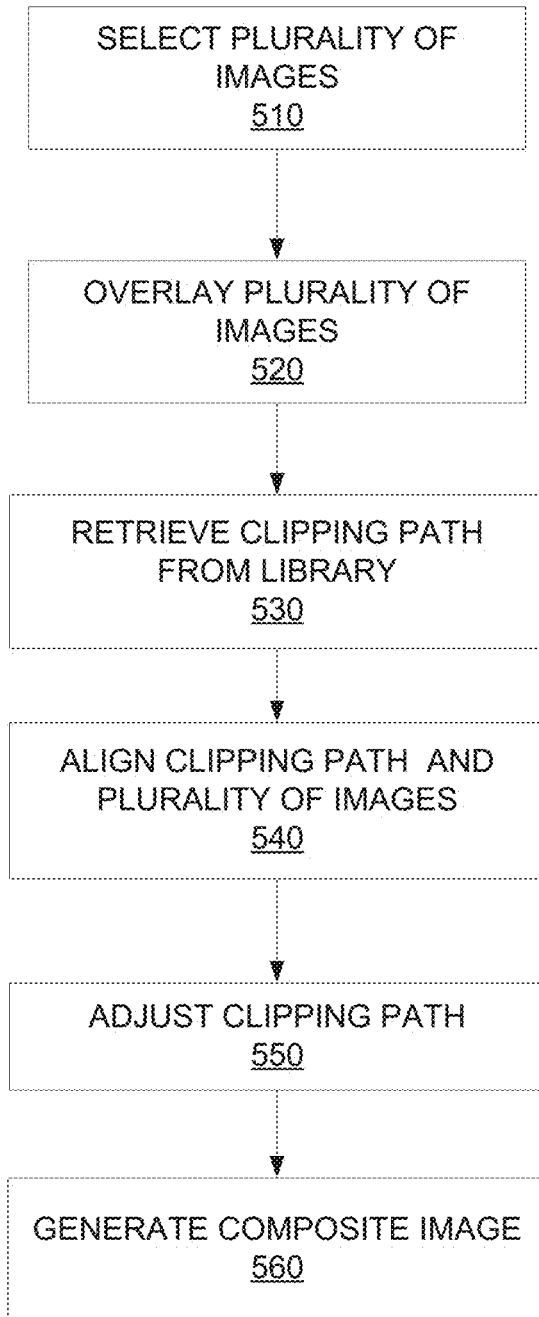 SELECT PLURALITY OF
IMAGES
510
OVERLAY PLURALITY OF
IMAGES
520
RETRIEVE CLIPPING PATH
FROM LIBRARY
530
ALIGN CLIPPING PATH AND
PLURALITY OF IMAGES
540
ADJUST CLIPPING PATH
550
GENERATE COMPOSITE IMAGE
560